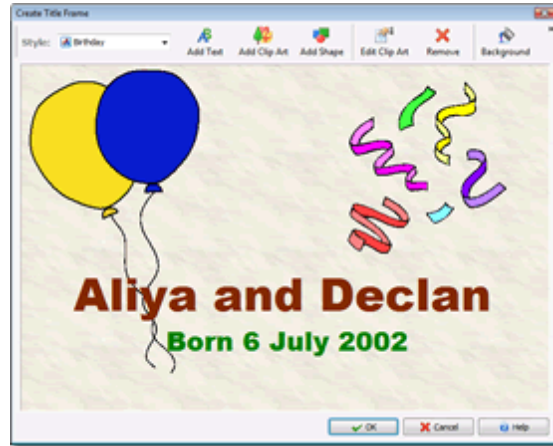 Create Title Frame
Style: Birthday Add Text Add Clip Art Add Shape Edit Clip Art Remove Background
Aliya and Declan
Born 6 July 2002
OK Cancel Help